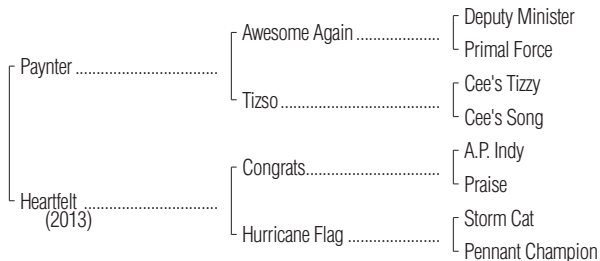 Deputy Minister
Awesome Again ..................
Primal Force
Paynter ...............................
Cee's Tizzy
Tizso ..................................
Cee's Song
A.P. Indy
Congrats.............................
Praise
Heartfelt .............................
(2013)
Storm Cat
Hurricane Flag ....................
Pennant Champion